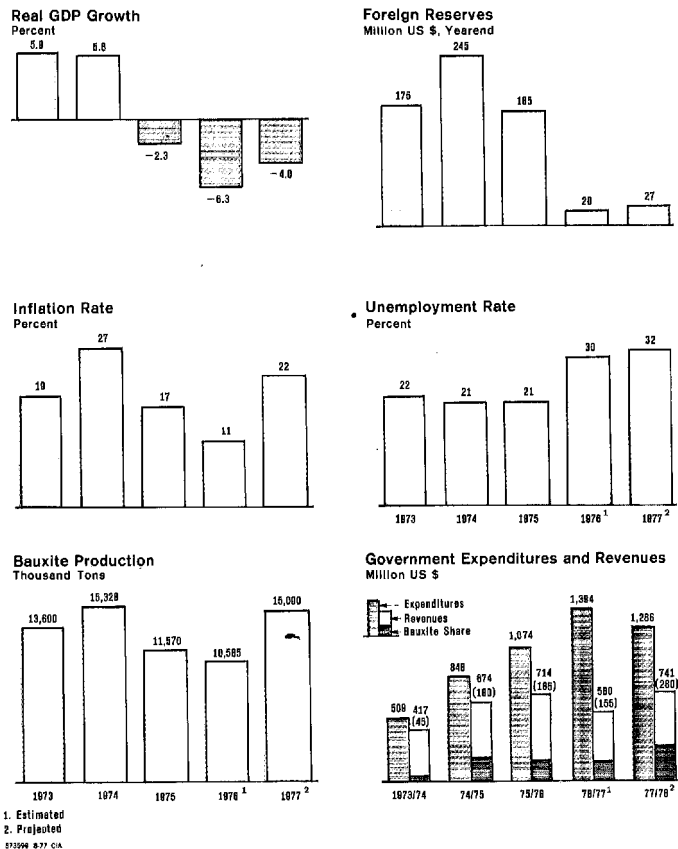 Real GDP Growth
Percent
5.9
5.8
−2.3
−6.3
−4.0
Foreign Reserves
Million US $, Yearend
176
245
165
20
27
Inflation Rate
Percent
19
27
17
11
22
Unemployment Rate
Percent
22
21
21
30
32
1973 1974 1975 1976 1 1977 2
Bauxite Production
Thousand Tons
13,600
15,328
11,570
10,585
15,000
1973 1974 1975 1976 1 1977 2
Government Expenditures and Revenues
Million US $
Expenditures
Revenues
Bauxite Share
509 417
(45)
848 674
(180)
1,074 714
(165)
1,384 580
(155)
1,286 741
(280)
1973/74 74/75 75/76 76/77 1 77/78 2
1. Estimated
2. Projected
573598 8-77 CIA